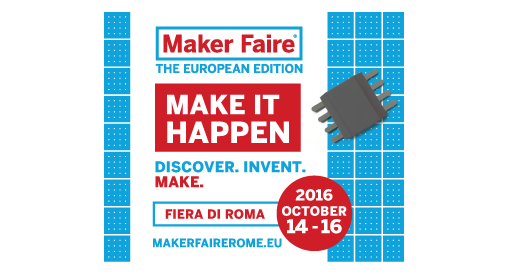 Maker Faire®
THE EUROPEAN EDITION
MAKE IT
HAPPEN
DISCOVER. INVENT.
MAKE.
FIERA DI ROMA
2016
OCTOBER
14-16
MAKERFAIREROME.EU